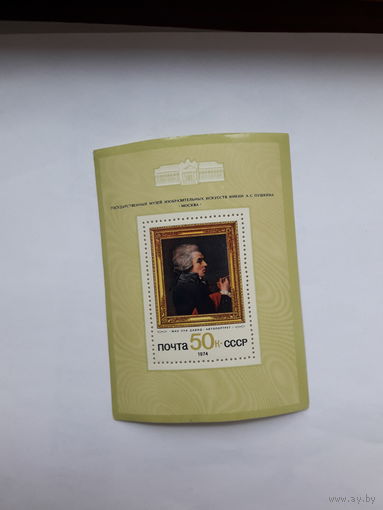 ГОСУДАРСТВЕННЫЙ МУЗЕЙ ИЗОБРАЗИТЕЛЬНЫХ ИСКУССТВ ИМЕНИ А.С.ПУШКИНА
·МОСКВА·
ЖАК ЛУИ ДАВИД · АВТОПОРТРЕТ
ПОЧТА 50К·СССР
1974
www.ay.by